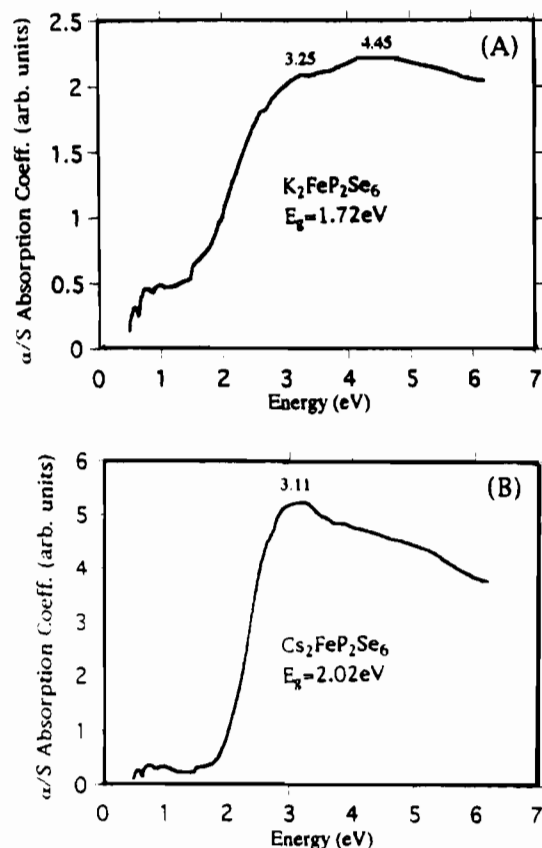 (A)
α/S Absorption Coeff. (arb. units)
2.5
2
1.5
1
0.5
0
3.25
4.45
K₂FeP₂Se₆
E_g=1.72eV
0 1 2 3 4 5 6 7
Energy (eV)
(B)
α/S Absorption Coeff. (arb. units)
6
5
4
3
2
1
0
3.11
Cs₂FeP₂Se₆
E_g=2.02eV
0 1 2 3 4 5 6 7
Energy (eV)